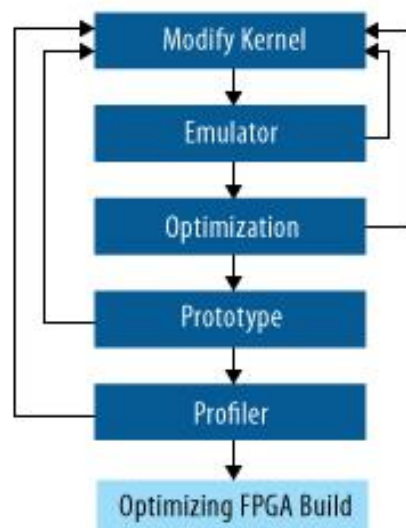 Modify Kernel
Emulator
Optimization
Prototype
Profiler
Optimizing FPGA Build